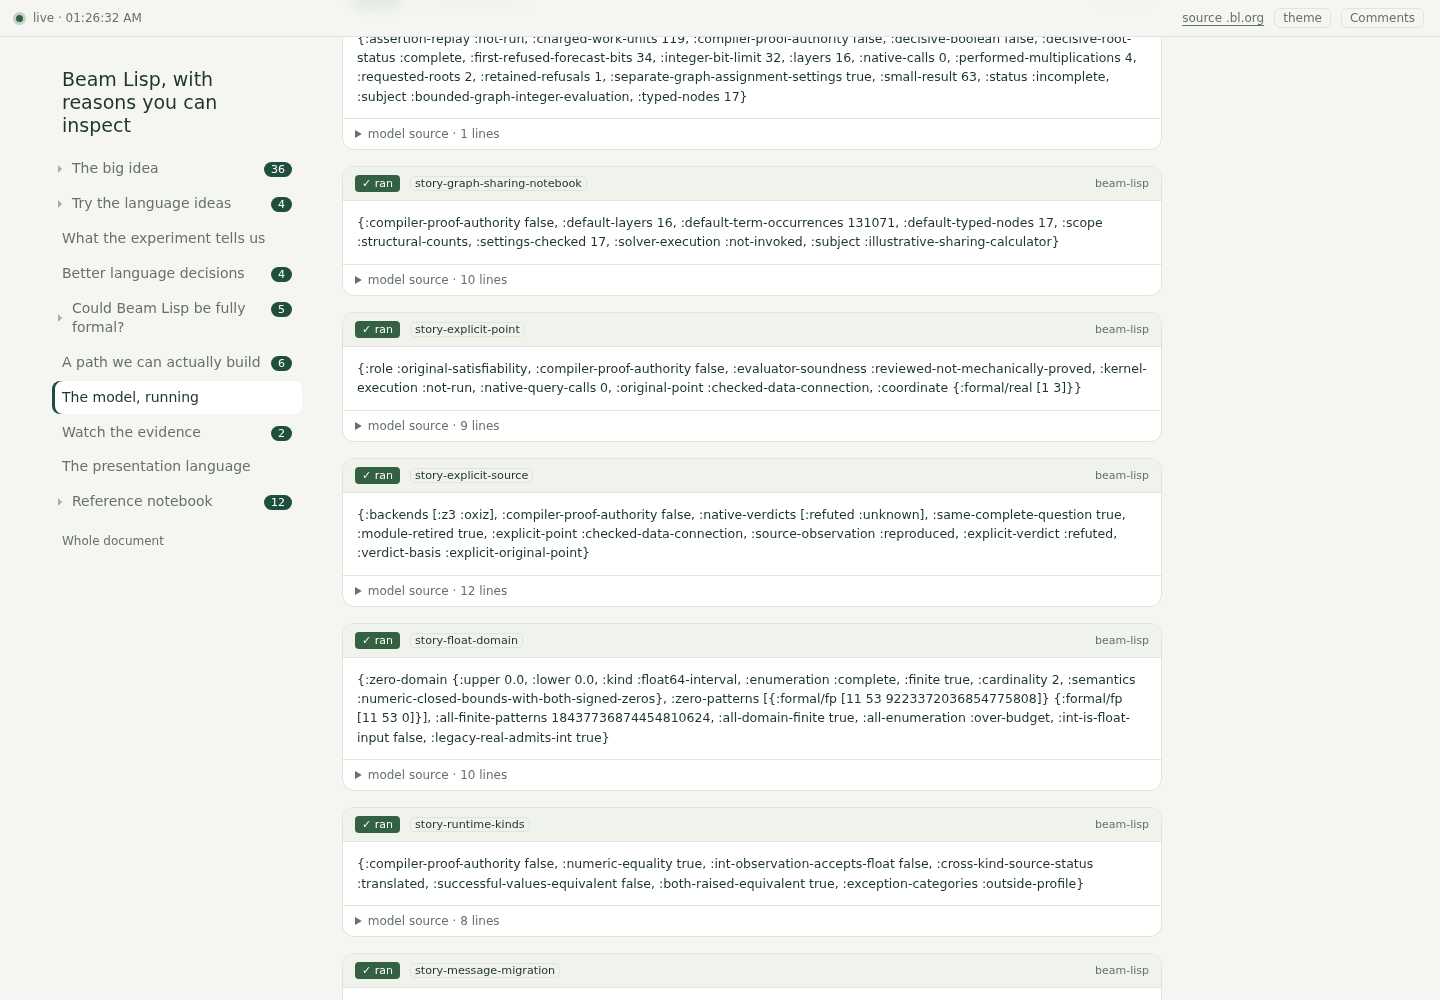 live · 01:26:32 AM
source .bl.org
theme
Comments
Beam Lisp, with
reasons you can
inspect
The big idea
36
Try the language ideas
4
What the experiment tells us
Better language decisions
4
Could Beam Lisp be fully
formal?
5
A path we can actually build
6
The model, running
Watch the evidence
2
The presentation language
Reference notebook
12
Whole document
{:assertion-replay :not-run, :charged-work-units 119, :compiler-proof-authority false, :decisive-boolean false, :decisive-root-
status :complete, :first-refused-forecast-bits 34, :integer-bit-limit 32, :layers 16, :native-calls 0, :performed-multiplications 4,
:requested-roots 2, :retained-refusals 1, :separate-graph-assignment-settings true, :small-result 63, :status :incomplete,
:subject :bounded-graph-integer-evaluation, :typed-nodes 17}
▶ model source · 1 lines
✓ ran
story-graph-sharing-notebook
beam-lisp
{:compiler-proof-authority false, :default-layers 16, :default-term-occurrences 131071, :default-typed-nodes 17, :scope
:structural-counts, :settings-checked 17, :solver-execution :not-invoked, :subject :illustrative-sharing-calculator}
▶ model source · 10 lines
✓ ran
story-explicit-point
beam-lisp
{:role :original-satisfiability, :compiler-proof-authority false, :evaluator-soundness :reviewed-not-mechanically-proved, :kernel-
execution :not-run, :native-query-calls 0, :original-point :checked-data-connection, :coordinate {:formal/real [1 3]}}
▶ model source · 9 lines
✓ ran
story-explicit-source
beam-lisp
{:backends [:z3 :oxiz], :compiler-proof-authority false, :native-verdicts [:refuted :unknown], :same-complete-question true,
:module-retired true, :explicit-point :checked-data-connection, :source-observation :reproduced, :explicit-verdict :refuted,
:verdict-basis :explicit-original-point}
▶ model source · 12 lines
✓ ran
story-float-domain
beam-lisp
{:zero-domain {:upper 0.0, :lower 0.0, :kind :float64-interval, :enumeration :complete, :finite true, :cardinality 2, :semantics
:numeric-closed-bounds-with-both-signed-zeros}, :zero-patterns [{:formal/fp [11 53 9223372036854775808]} {:formal/fp
[11 53 0]}], :all-finite-patterns 18437736874454810624, :all-domain-finite true, :all-enumeration :over-budget, :int-is-float-
input false, :legacy-real-admits-int true}
▶ model source · 10 lines
✓ ran
story-runtime-kinds
beam-lisp
{:compiler-proof-authority false, :numeric-equality true, :int-observation-accepts-float false, :cross-kind-source-status
:translated, :successful-values-equivalent false, :both-raised-equivalent true, :exception-categories :outside-profile}
▶ model source · 8 lines
✓ ran
story-message-migration
beam-lisp